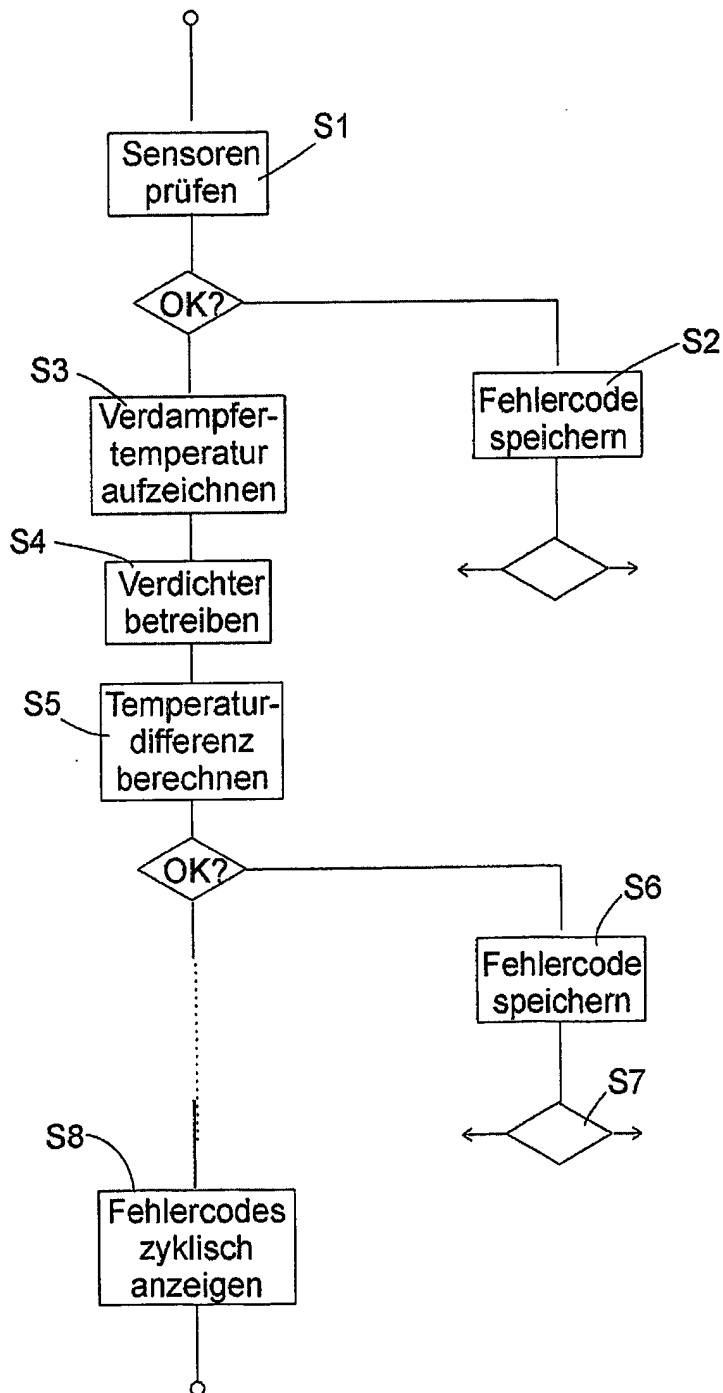 S1
Sensoren
prüfen
OK?
S2
Fehlercode
speichern
S3
Verdampfer-
temperatur
aufzeichnen
S4
Verdichter
betreiben
S5
Temperatur-
differenz
berechnen
OK?
S6
Fehlercode
speichern
S7
S8
Fehlercodes
zyklisch
anzeigen